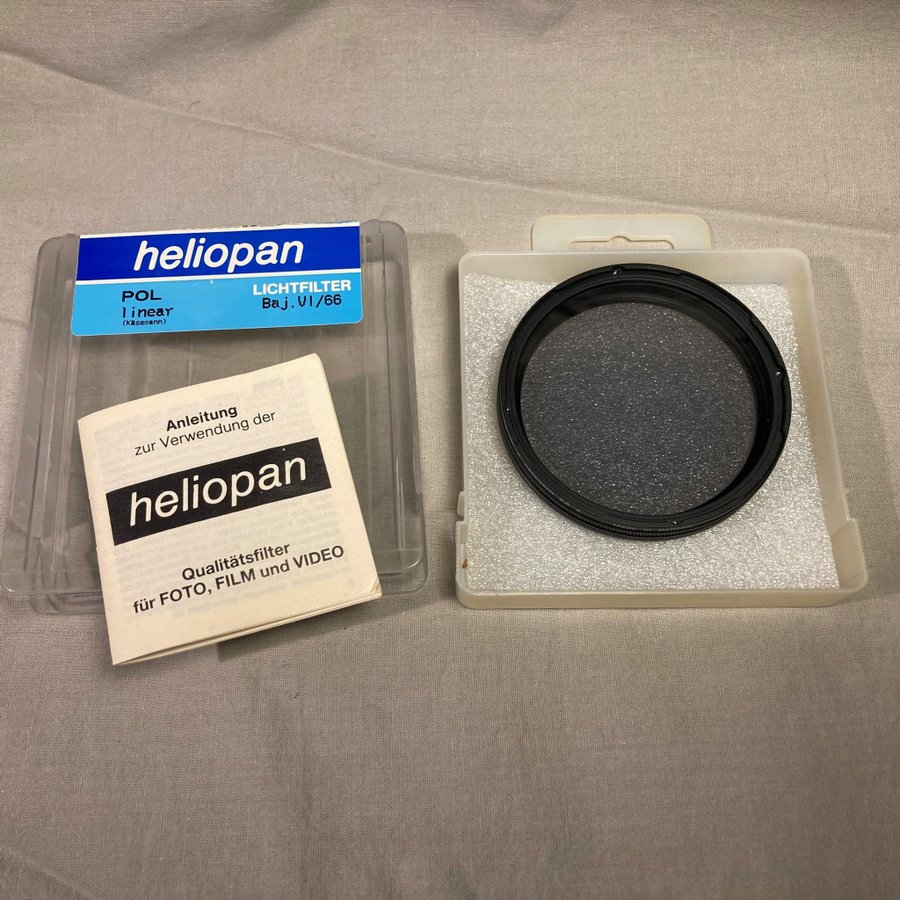 heliopan
POL
LICHTFILTER
linear
Baj.VI/66
(Käsemann)
Anleitung
zur Verwendung der
heliopan
Qualitätsfilter
für FOTO, FILM und VIDEO